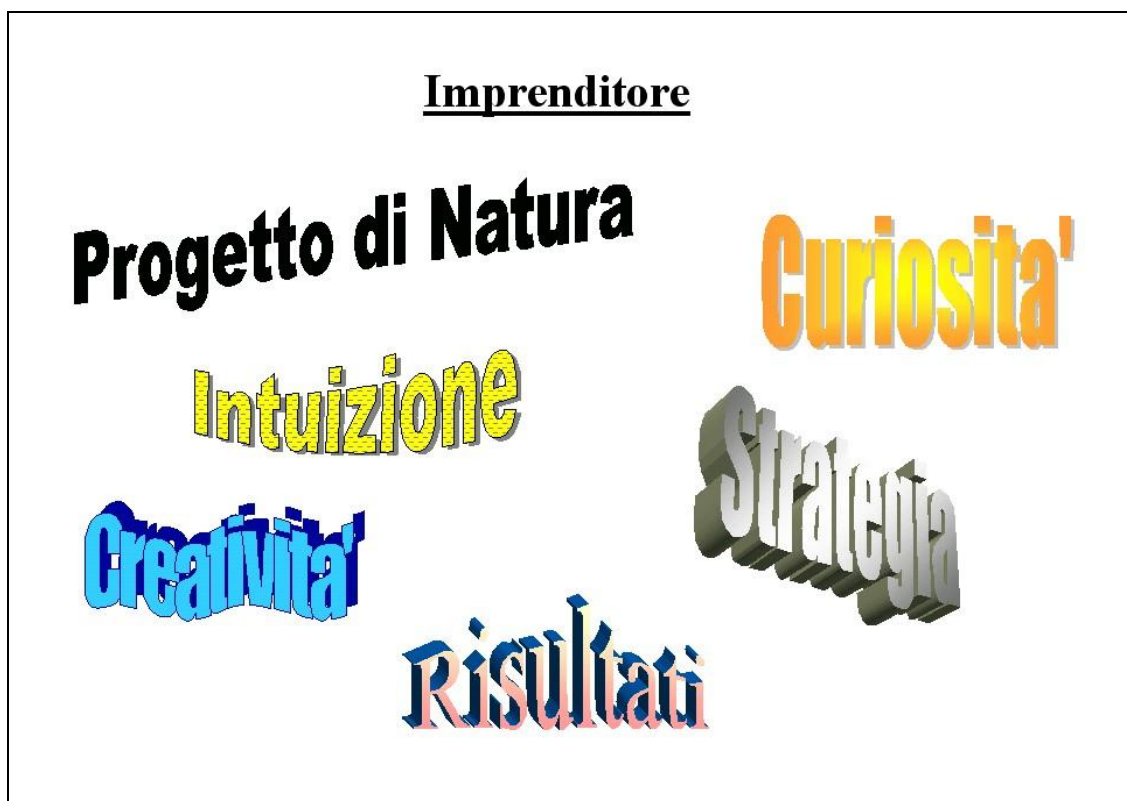 Imprenditore
Progetto di Natura
Curiosita'
Intuizione
Strategia
Creativita'
Risultati